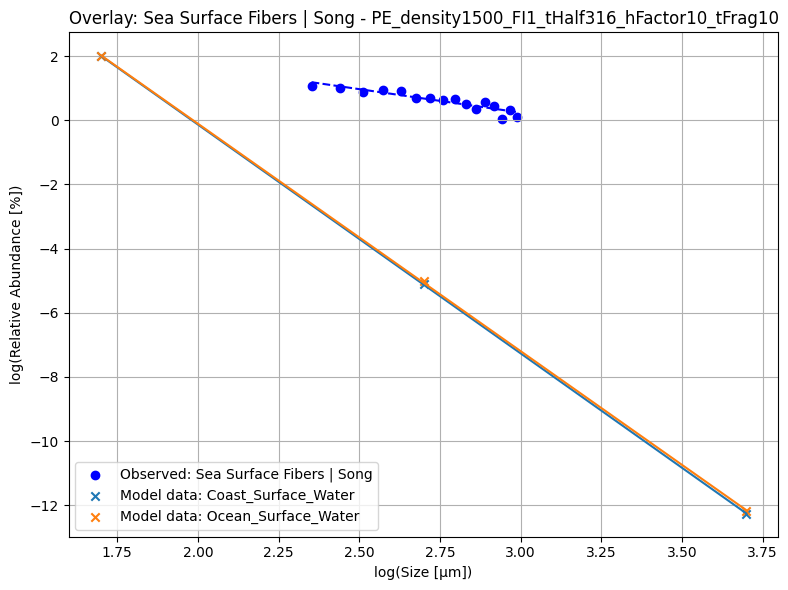 Overlay: Sea Surface Fibers | Song - PE_density1500_FI1_tHalf316_hFactor10_tFrag10
log(Relative Abundance [%])
2
0
−2
−4
−6
−8
−10
−12
Observed: Sea Surface Fibers | Song
Model data: Coast_Surface_Water
Model data: Ocean_Surface_Water
1.75 2.00 2.25 2.50 2.75 3.00 3.25 3.50 3.75
log(Size [µm])